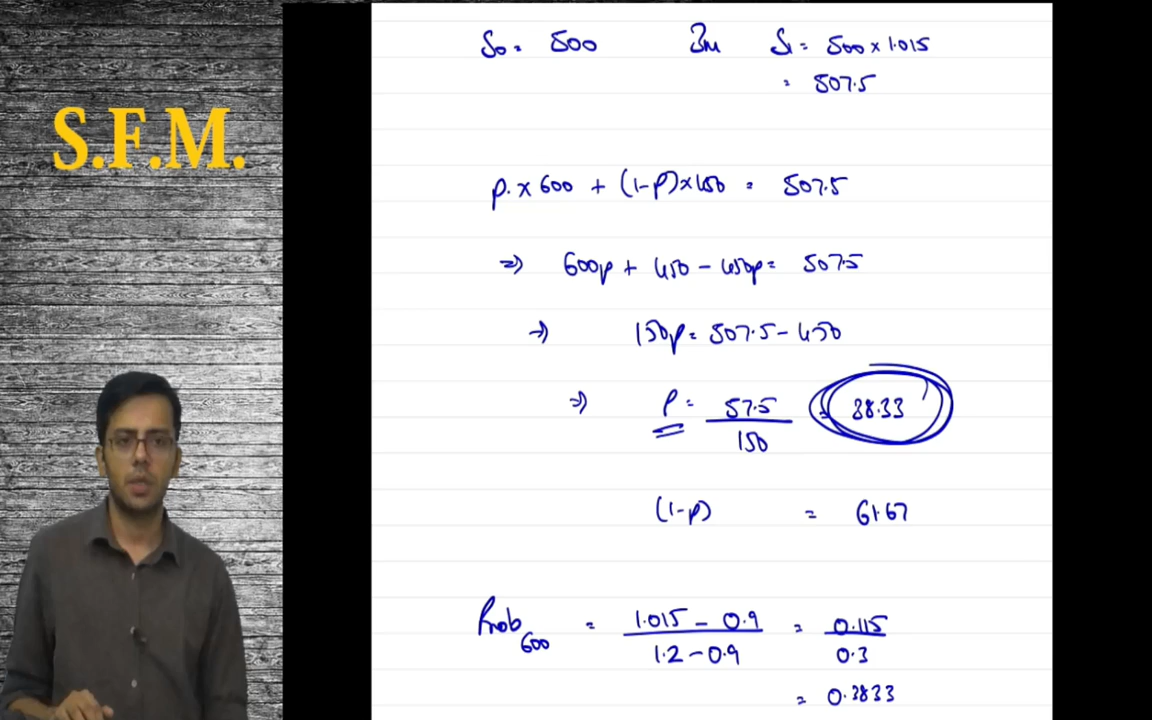 S.F.M.
S₀ = 500 3m S₁ = 500 × 1.015
= 507.5
p. × 600 + (1-p) × 450 = 507.5
⇒ 600p + 450 - 450p = 507.5
⇒ 150p = 507.5 - 450
⇒ p = 57.5 / 150 = 38.33
(1-p) = 61.67
Prob₆₀₀ = 1.015 - 0.9 / 1.2 - 0.9 = 0.115 / 0.3
= 0.3833